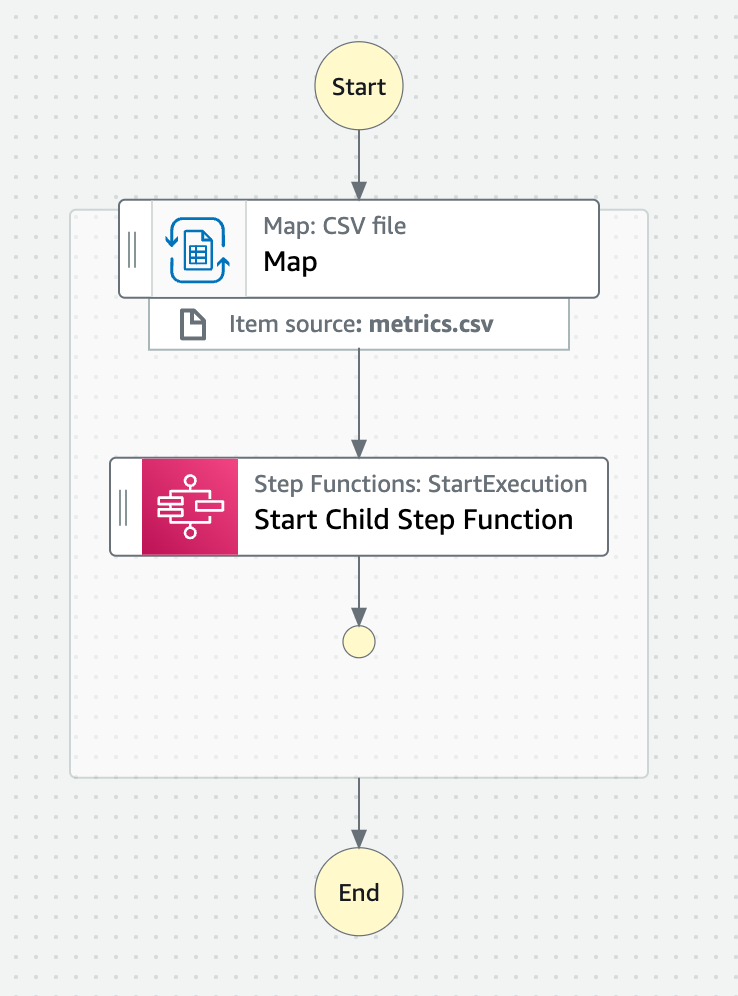 Start
Map: CSV file
Map
Item source: metrics.csv
Step Functions: StartExecution
Start Child Step Function
End